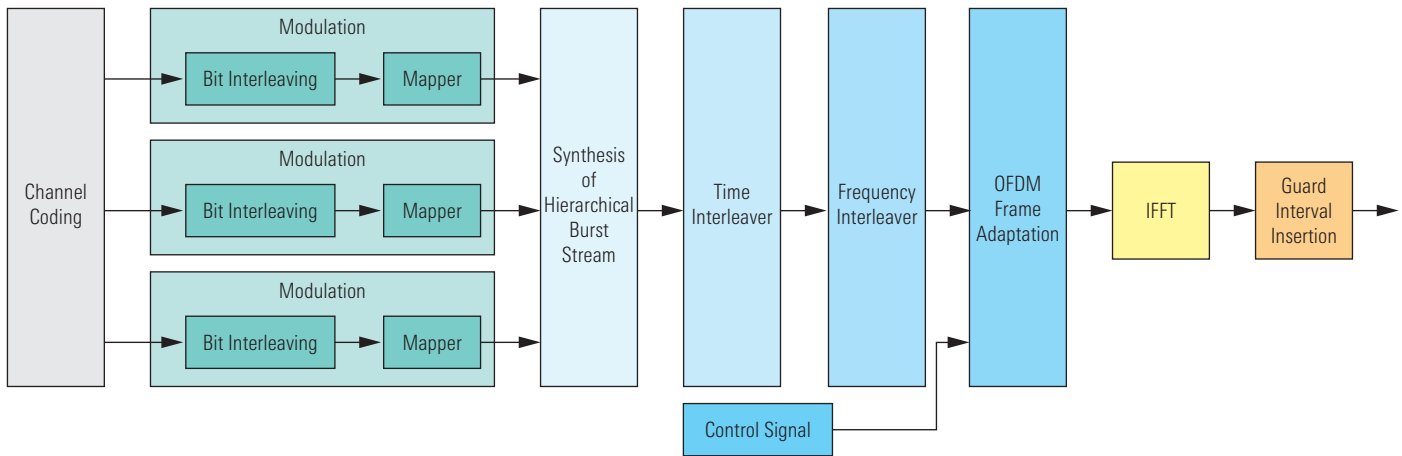 Channel
Coding
Modulation
Bit Interleaving
Mapper
Modulation
Bit Interleaving
Mapper
Modulation
Bit Interleaving
Mapper
Synthesis
of
Hierarchical
Burst
Stream
Time
Interleaver
Frequency
Interleaver
OFDM
Frame
Adaptation
IFFT
Guard
Interval
Insertion
Control Signal